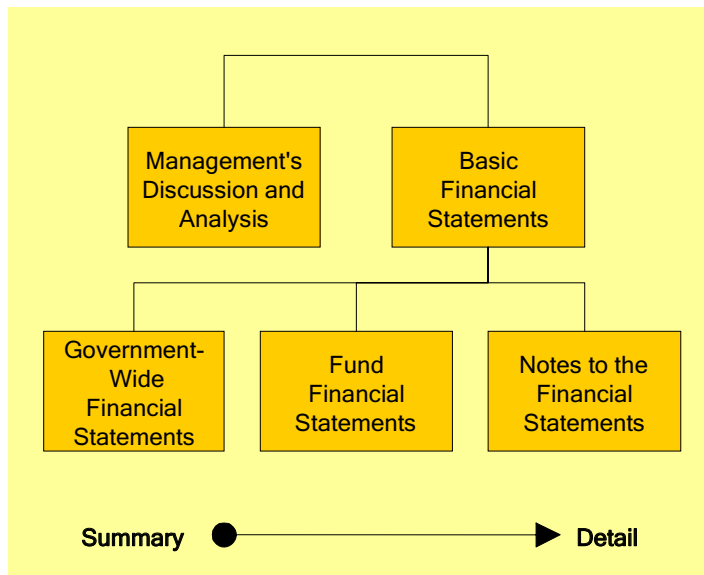 Management's
Discussion and
Analysis
Basic
Financial
Statements
Government-
Wide
Financial
Statements
Fund
Financial
Statements
Notes to the
Financial
Statements
Summary
Detail